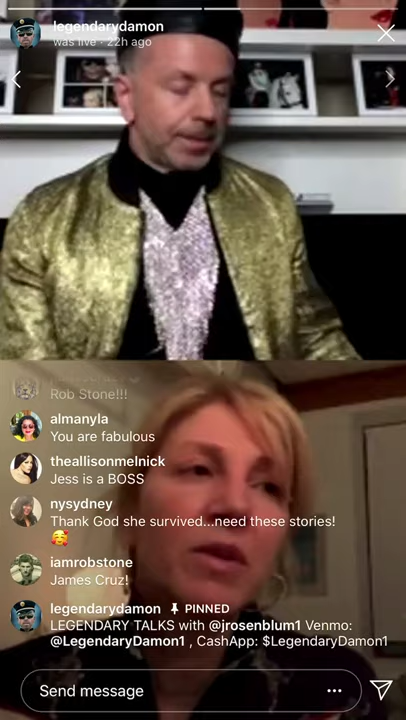 legendarydamon
was live · 22h ago
Rob Stone!!!
almanyla
You are fabulous
theallisonmelnick
Jess is a BOSS
nysydney
Thank God she survived...need these stories!
🥰
iamrobstone
James Cruz!
legendarydamon PINNED
LEGENDARY TALKS with @jrosenblum1 Venmo:
@LegendaryDamon1 , CashApp: $LegendaryDamon1
Send message